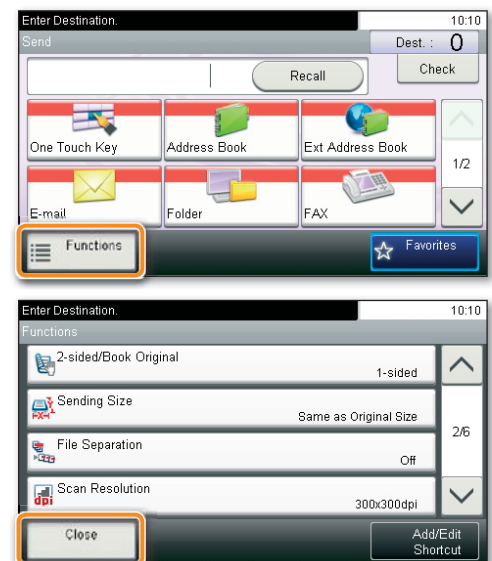 Enter Destination. 10:10
Send Dest. : 0
Recall Check
One Touch Key Address Book Ext Address Book
1/2
E-mail Folder FAX
Functions Favorites
Enter Destination. 10:10
Functions
2-sided/Book Original
1-sided
Sending Size
Same as Original Size
2/6
File Separation
Off
dpi Scan Resolution
300x300dpi
Close Add/Edit
Shortcut